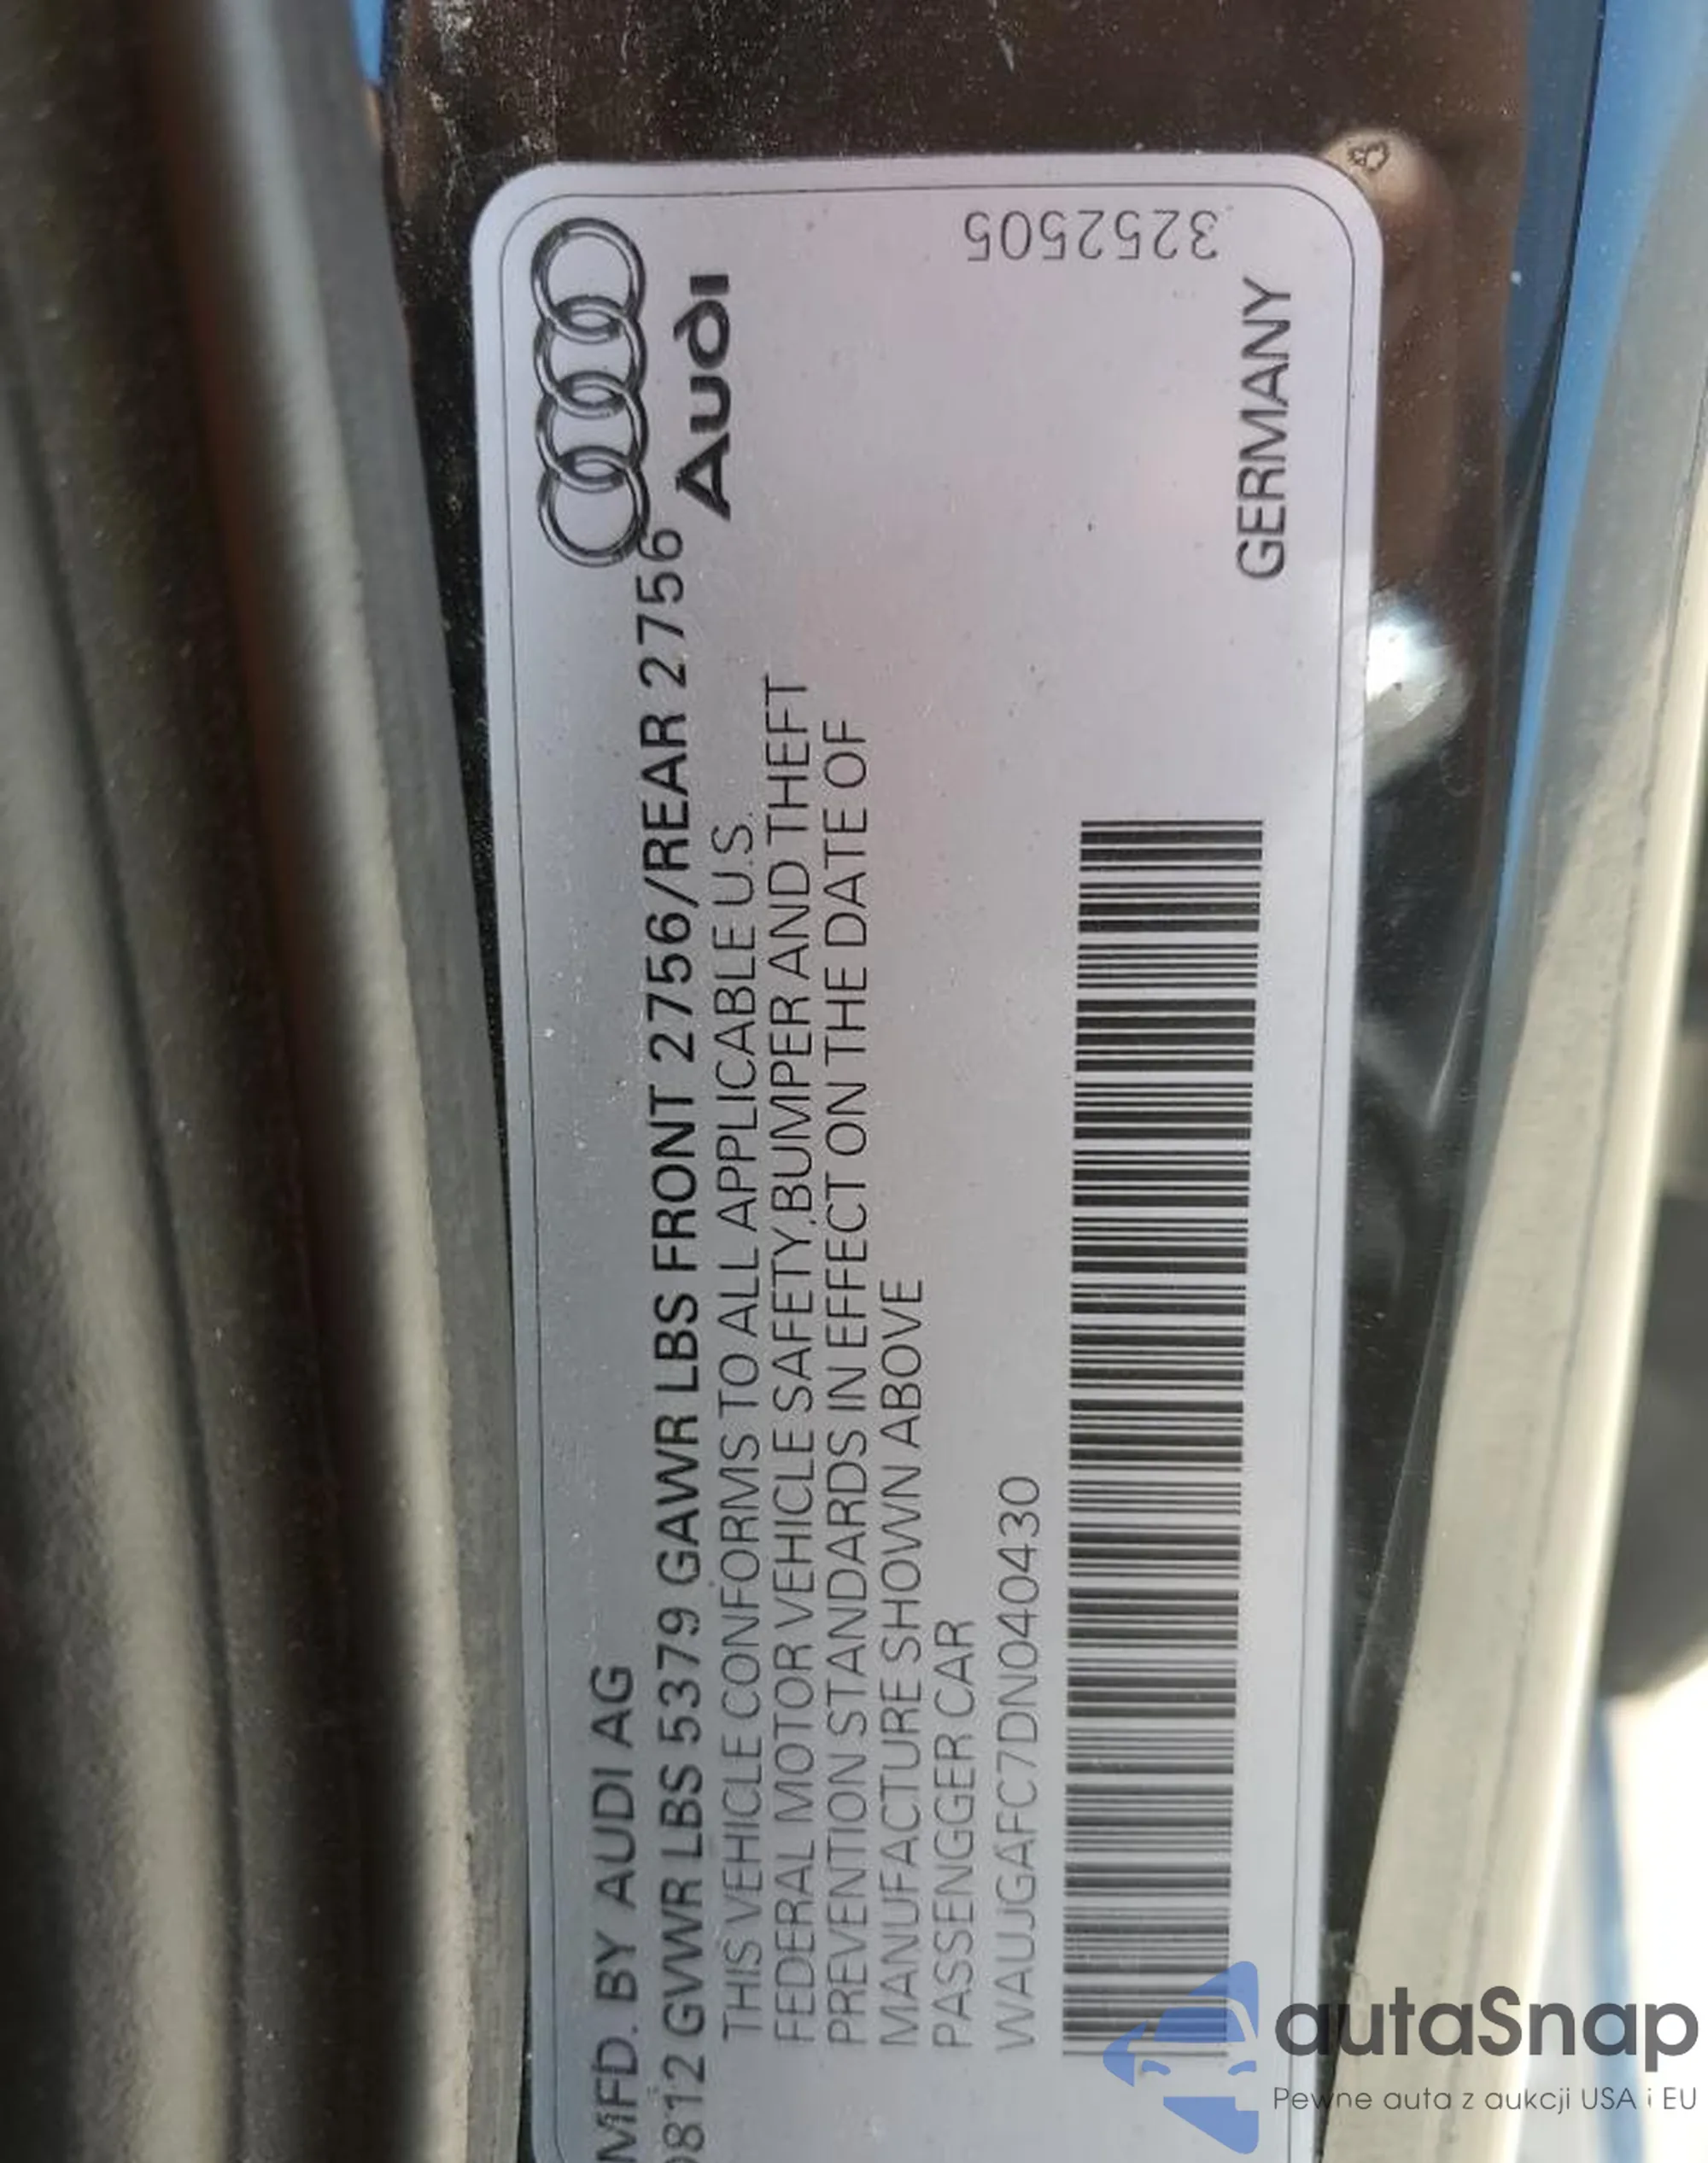 MFD. BY AUDI AG
0812 GVWR LBS 5379 GAWR LBS FRONT 2756/REAR 2756
THIS VEHICLE CONFORMS TO ALL APPLICABLE U.S.
FEDERAL MOTOR VEHICLE SAFETY,BUMPER AND THEFT
PREVENTION STANDARDS IN EFFECT ON THE DATE OF
MANUFACTURE SHOWN ABOVE
PASSENGER CAR
WAUJGAFC7DN040430
Audi
3252505
GERMANY
autaSnap
Pewne auta z aukcji USA i EU